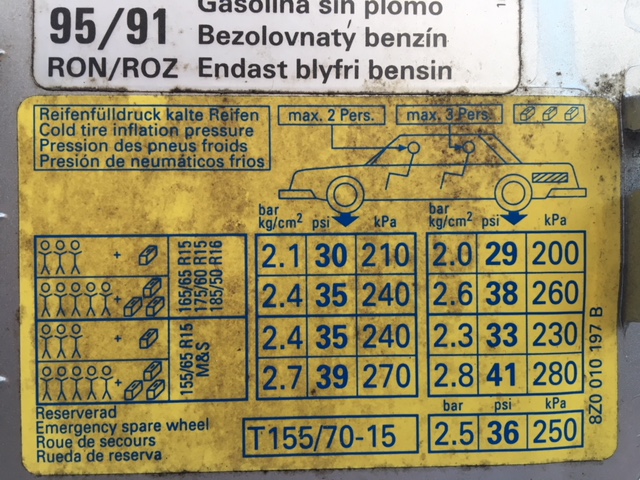 Gasolina sin plomo
95/91 Bezolovnatý benzín
RON/ROZ Endast blyfri bensin
Reifenfülldruck kalte Reifen
Cold tire inflation pressure
Pression des pneus froids
Presión de neumáticos frios
max. 2 Pers. max. 3 Pers.
bar kg/cm² psi kPa bar kg/cm² psi kPa
165/65 R15
175/60 R15
185/50 R16
+ 2.1 30 210 2.0 29 200
+ 2.4 35 240 2.6 38 260
155/65 R15
M&S
+ 2.4 35 240 2.3 33 230
+ 2.7 39 270 2.8 41 280
Reserverad
Emergency spare wheel
Roue de secours
Rueda de reserva
T155/70-15
bar psi kPa
2.5 36 250
8Z0 010 197 B